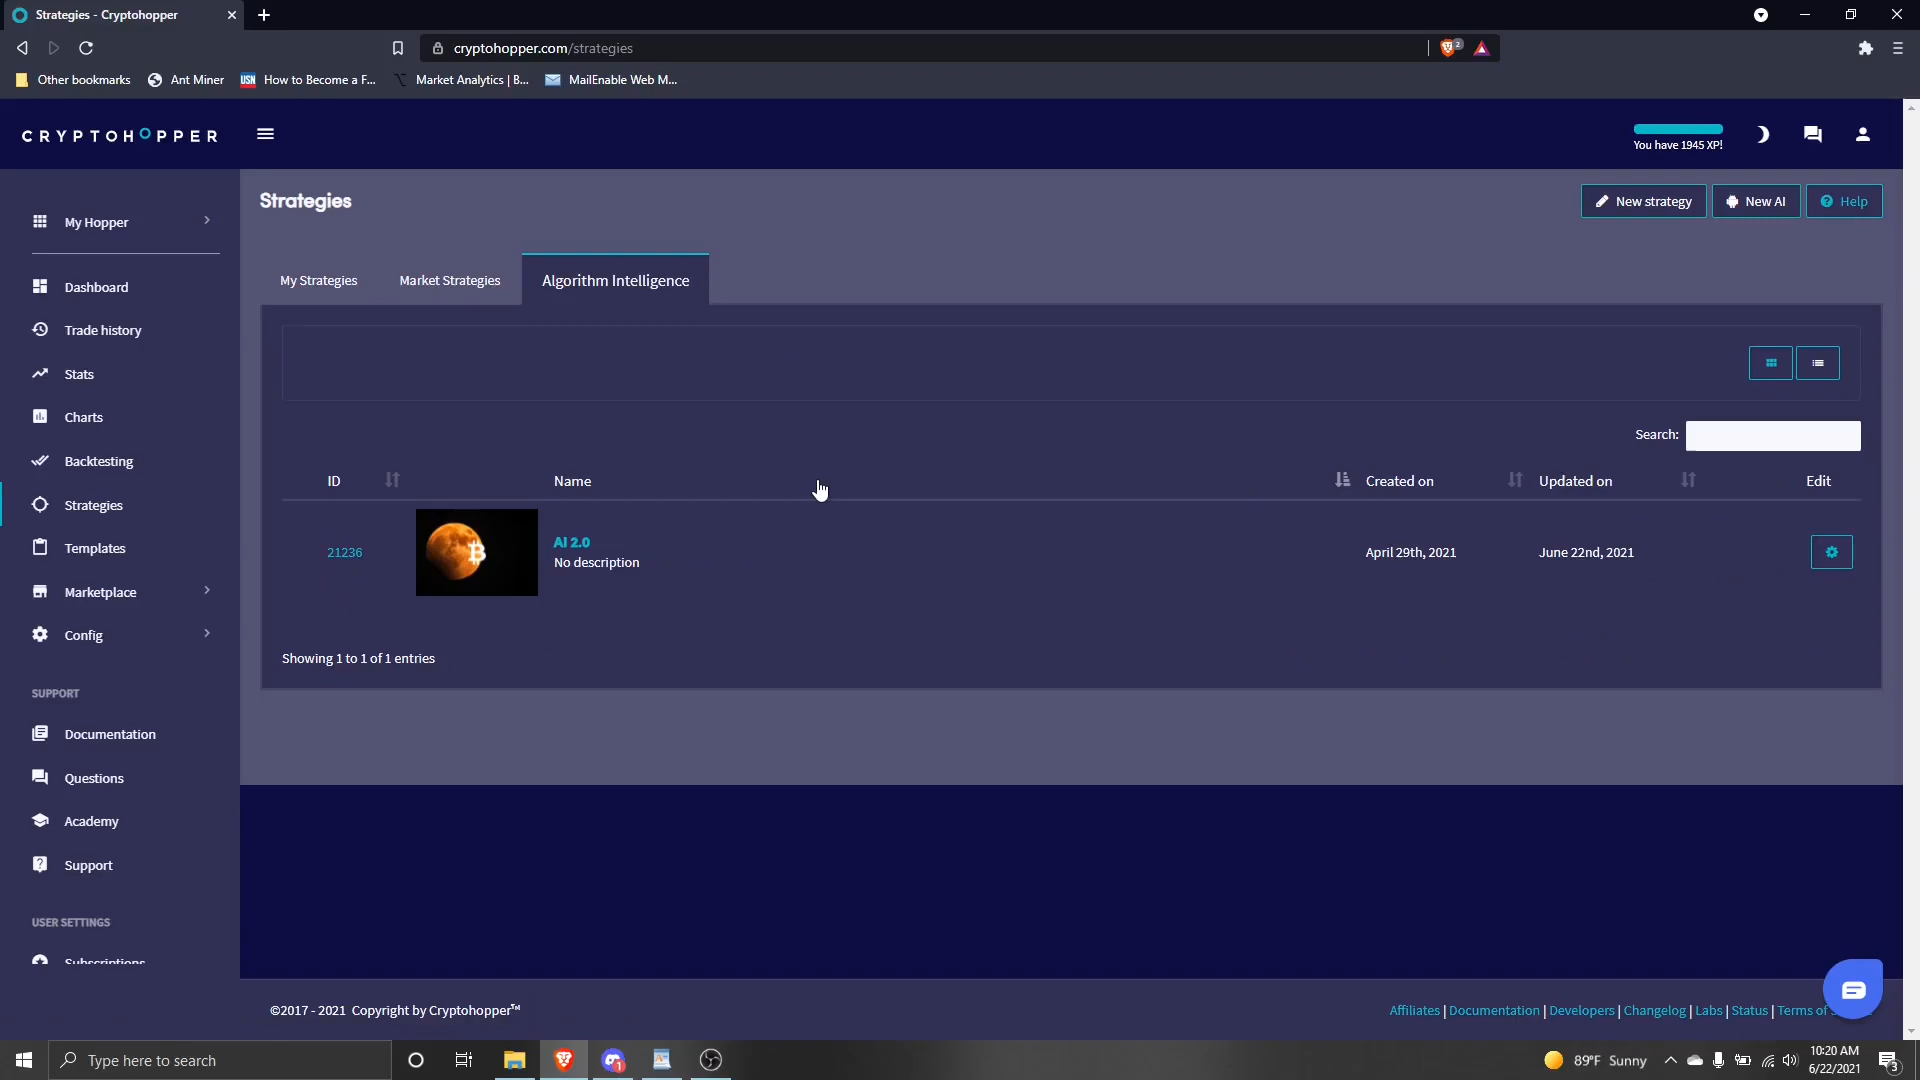 Strategies - Cryptohopper
cryptohopper.com/strategies
2
Other bookmarks
Ant Miner
USN How to Become a F...
Market Analytics | B...
MailEnable Web M...
CRYPTOHOPPER
You have 1945 XP!
My Hopper
Dashboard
Trade history
Stats
Charts
Backtesting
Strategies
Templates
Marketplace
Config
SUPPORT
Documentation
Questions
Academy
Support
USER SETTINGS
Subscriptions
Strategies
New strategy
New AI
Help
My Strategies
Market Strategies
Algorithm Intelligence
Search:
ID
Name
Created on
Updated on
Edit
21236
AI 2.0
No description
April 29th, 2021
June 22nd, 2021
Showing 1 to 1 of 1 entries
©2017 - 2021 Copyright by Cryptohopper™
Affiliates | Documentation | Developers | Changelog | Labs | Status | Terms of
Type here to search
1
89°F Sunny
10:20 AM
6/22/2021
3